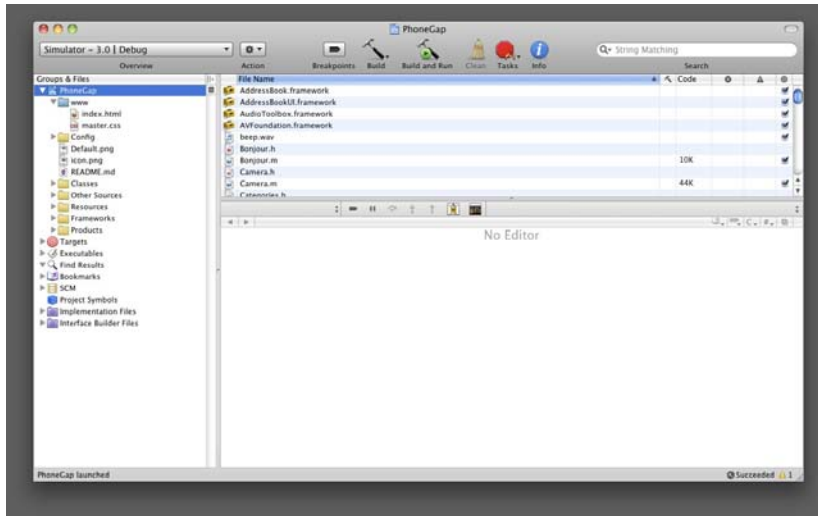 PhoneGap
Simulator - 3.0 | Debug
String Matching
Overview
Action
Breakpoints
Build
Build and Run
Clean
Tasks
Info
Search
Groups & Files
File Name
Code
PhoneGap
www
index.html
master.css
Config
Default.png
icon.png
README.md
Classes
Other Sources
Resources
Frameworks
Products
Targets
Executables
Find Results
Bookmarks
SCM
Project Symbols
Implementation Files
Interface Builder Files
AddressBook.framework
AddressBookUI.framework
AudioToolbox.framework
AVFoundation.framework
beep.wav
Bonjour.h
Bonjour.m 10K
Camera.h
Camera.m 44K
Categories.h
No Editor
PhoneGap launched
Succeeded 1